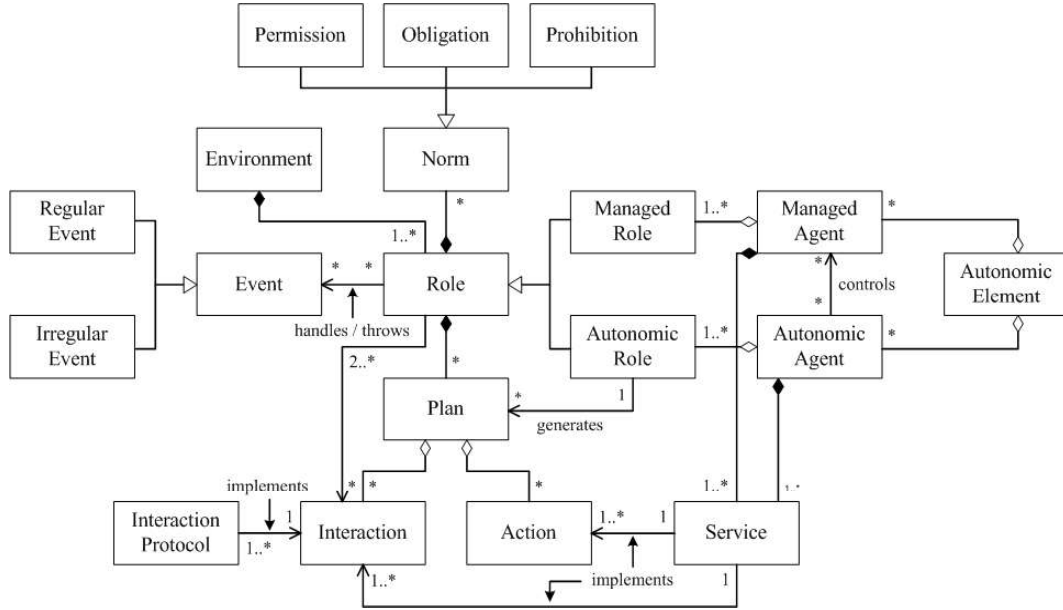 Permission
Obligation
Prohibition
Environment
Norm
*
Regular
Event
Managed
Role
1..*
Managed
Agent
*
1..*
*
*
*
Event
Role
controls
Autonomic
Element
handles / throws
*
Irregular
Event
2..*
*
Autonomic
Role
1..*
Autonomic
Agent
*
Plan
*
1
generates
implements
*
*
*
1..*
1..*
Interaction
Protocol
1
1..*
Interaction
Action
1..*
1
Service
1..*
implements
1